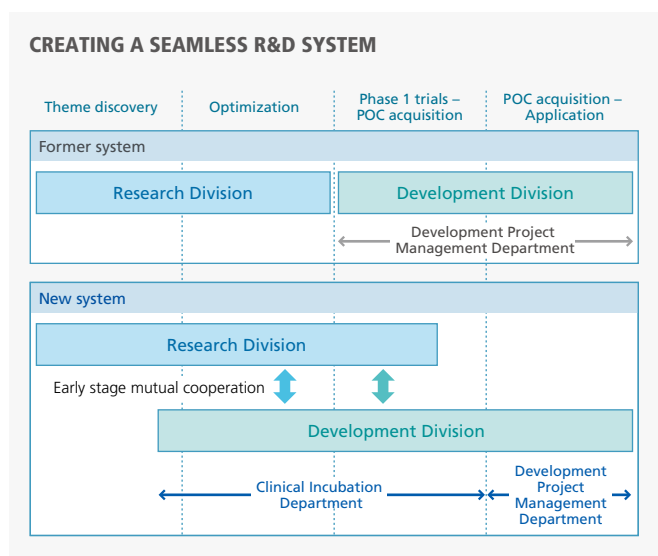 CREATING A SEAMLESS R&D SYSTEM
Theme discovery
Optimization
Phase 1 trials –
POC acquisition
POC acquisition –
Application
Former system
Research Division
Development Division
Development Project
Management Department
New system
Research Division
Early stage mutual cooperation
Development Division
Clinical Incubation
Department
Development
Project
Management
Department